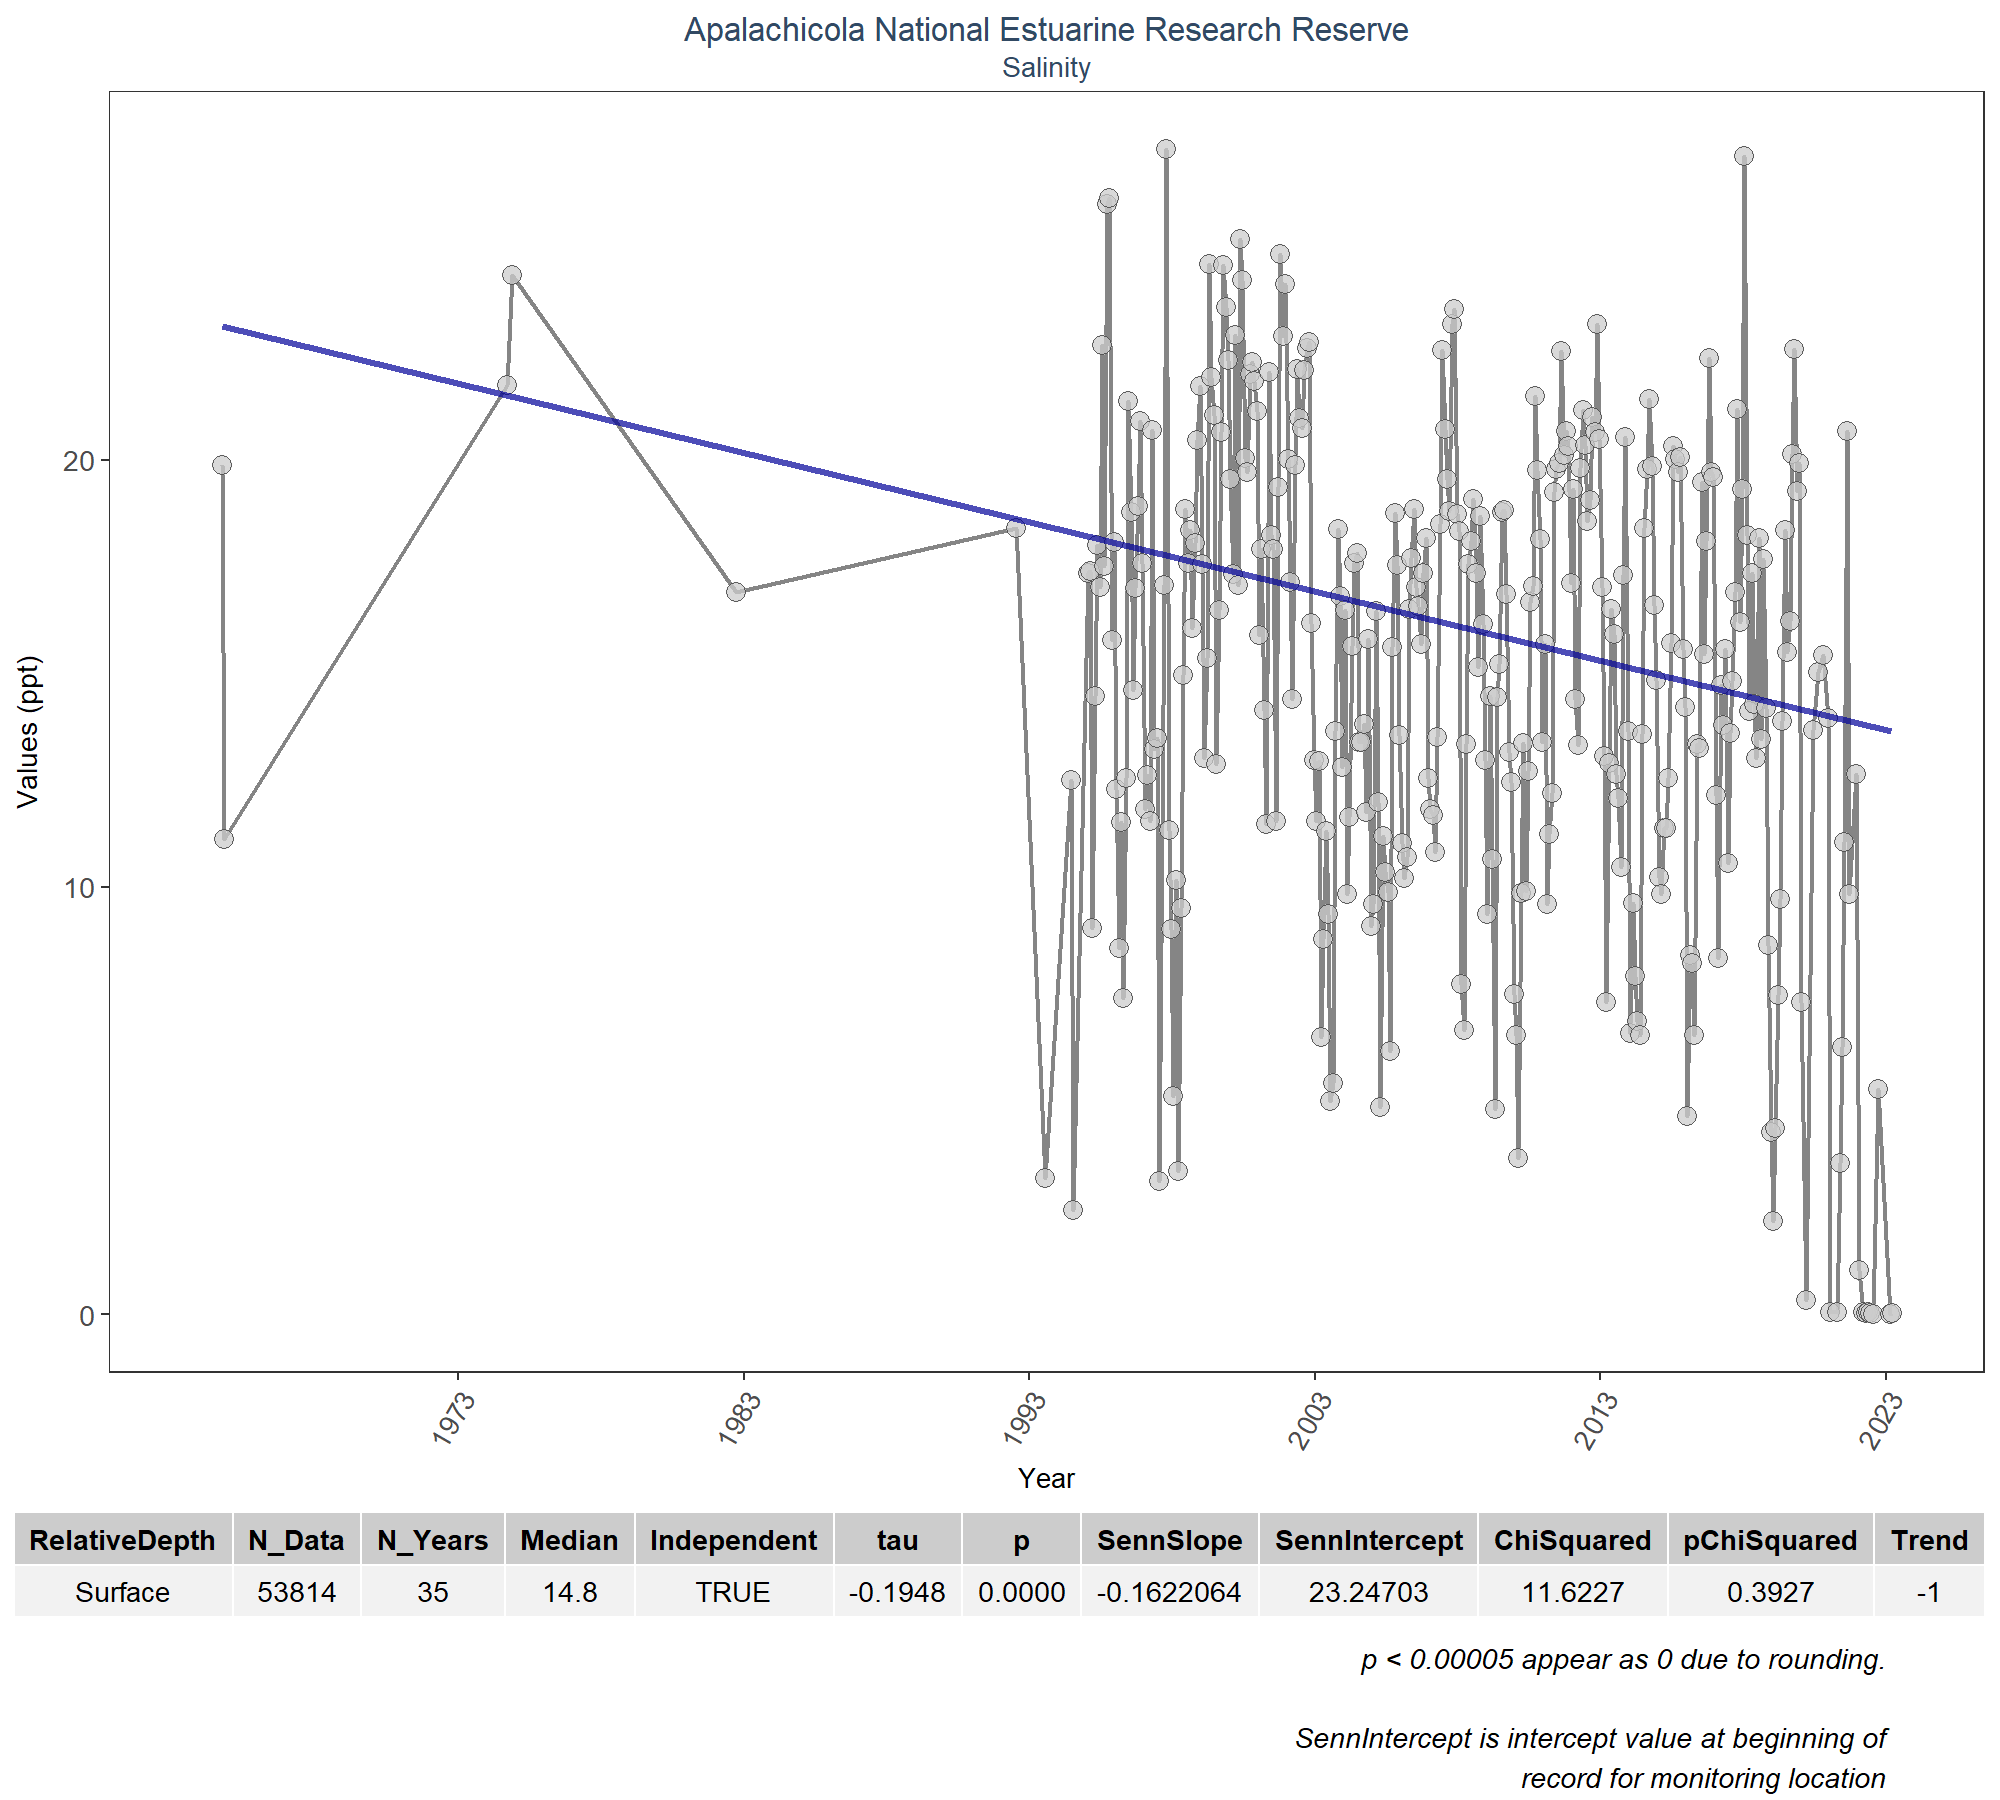 Apalachicola National Estuarine Research Reserve
Salinity
Values (ppt)
20
10
0
1973
1983
1993
2003
2013
2023
Year
RelativeDepth N_Data N_Years Median Independent tau p SennSlope SennIntercept ChiSquared pChiSquared Trend
Surface 53814 35 14.8 TRUE -0.1948 0.0000 -0.1622064 23.24703 11.6227 0.3927 -1
p < 0.00005 appear as 0 due to rounding.
SennIntercept is intercept value at beginning of
record for monitoring location